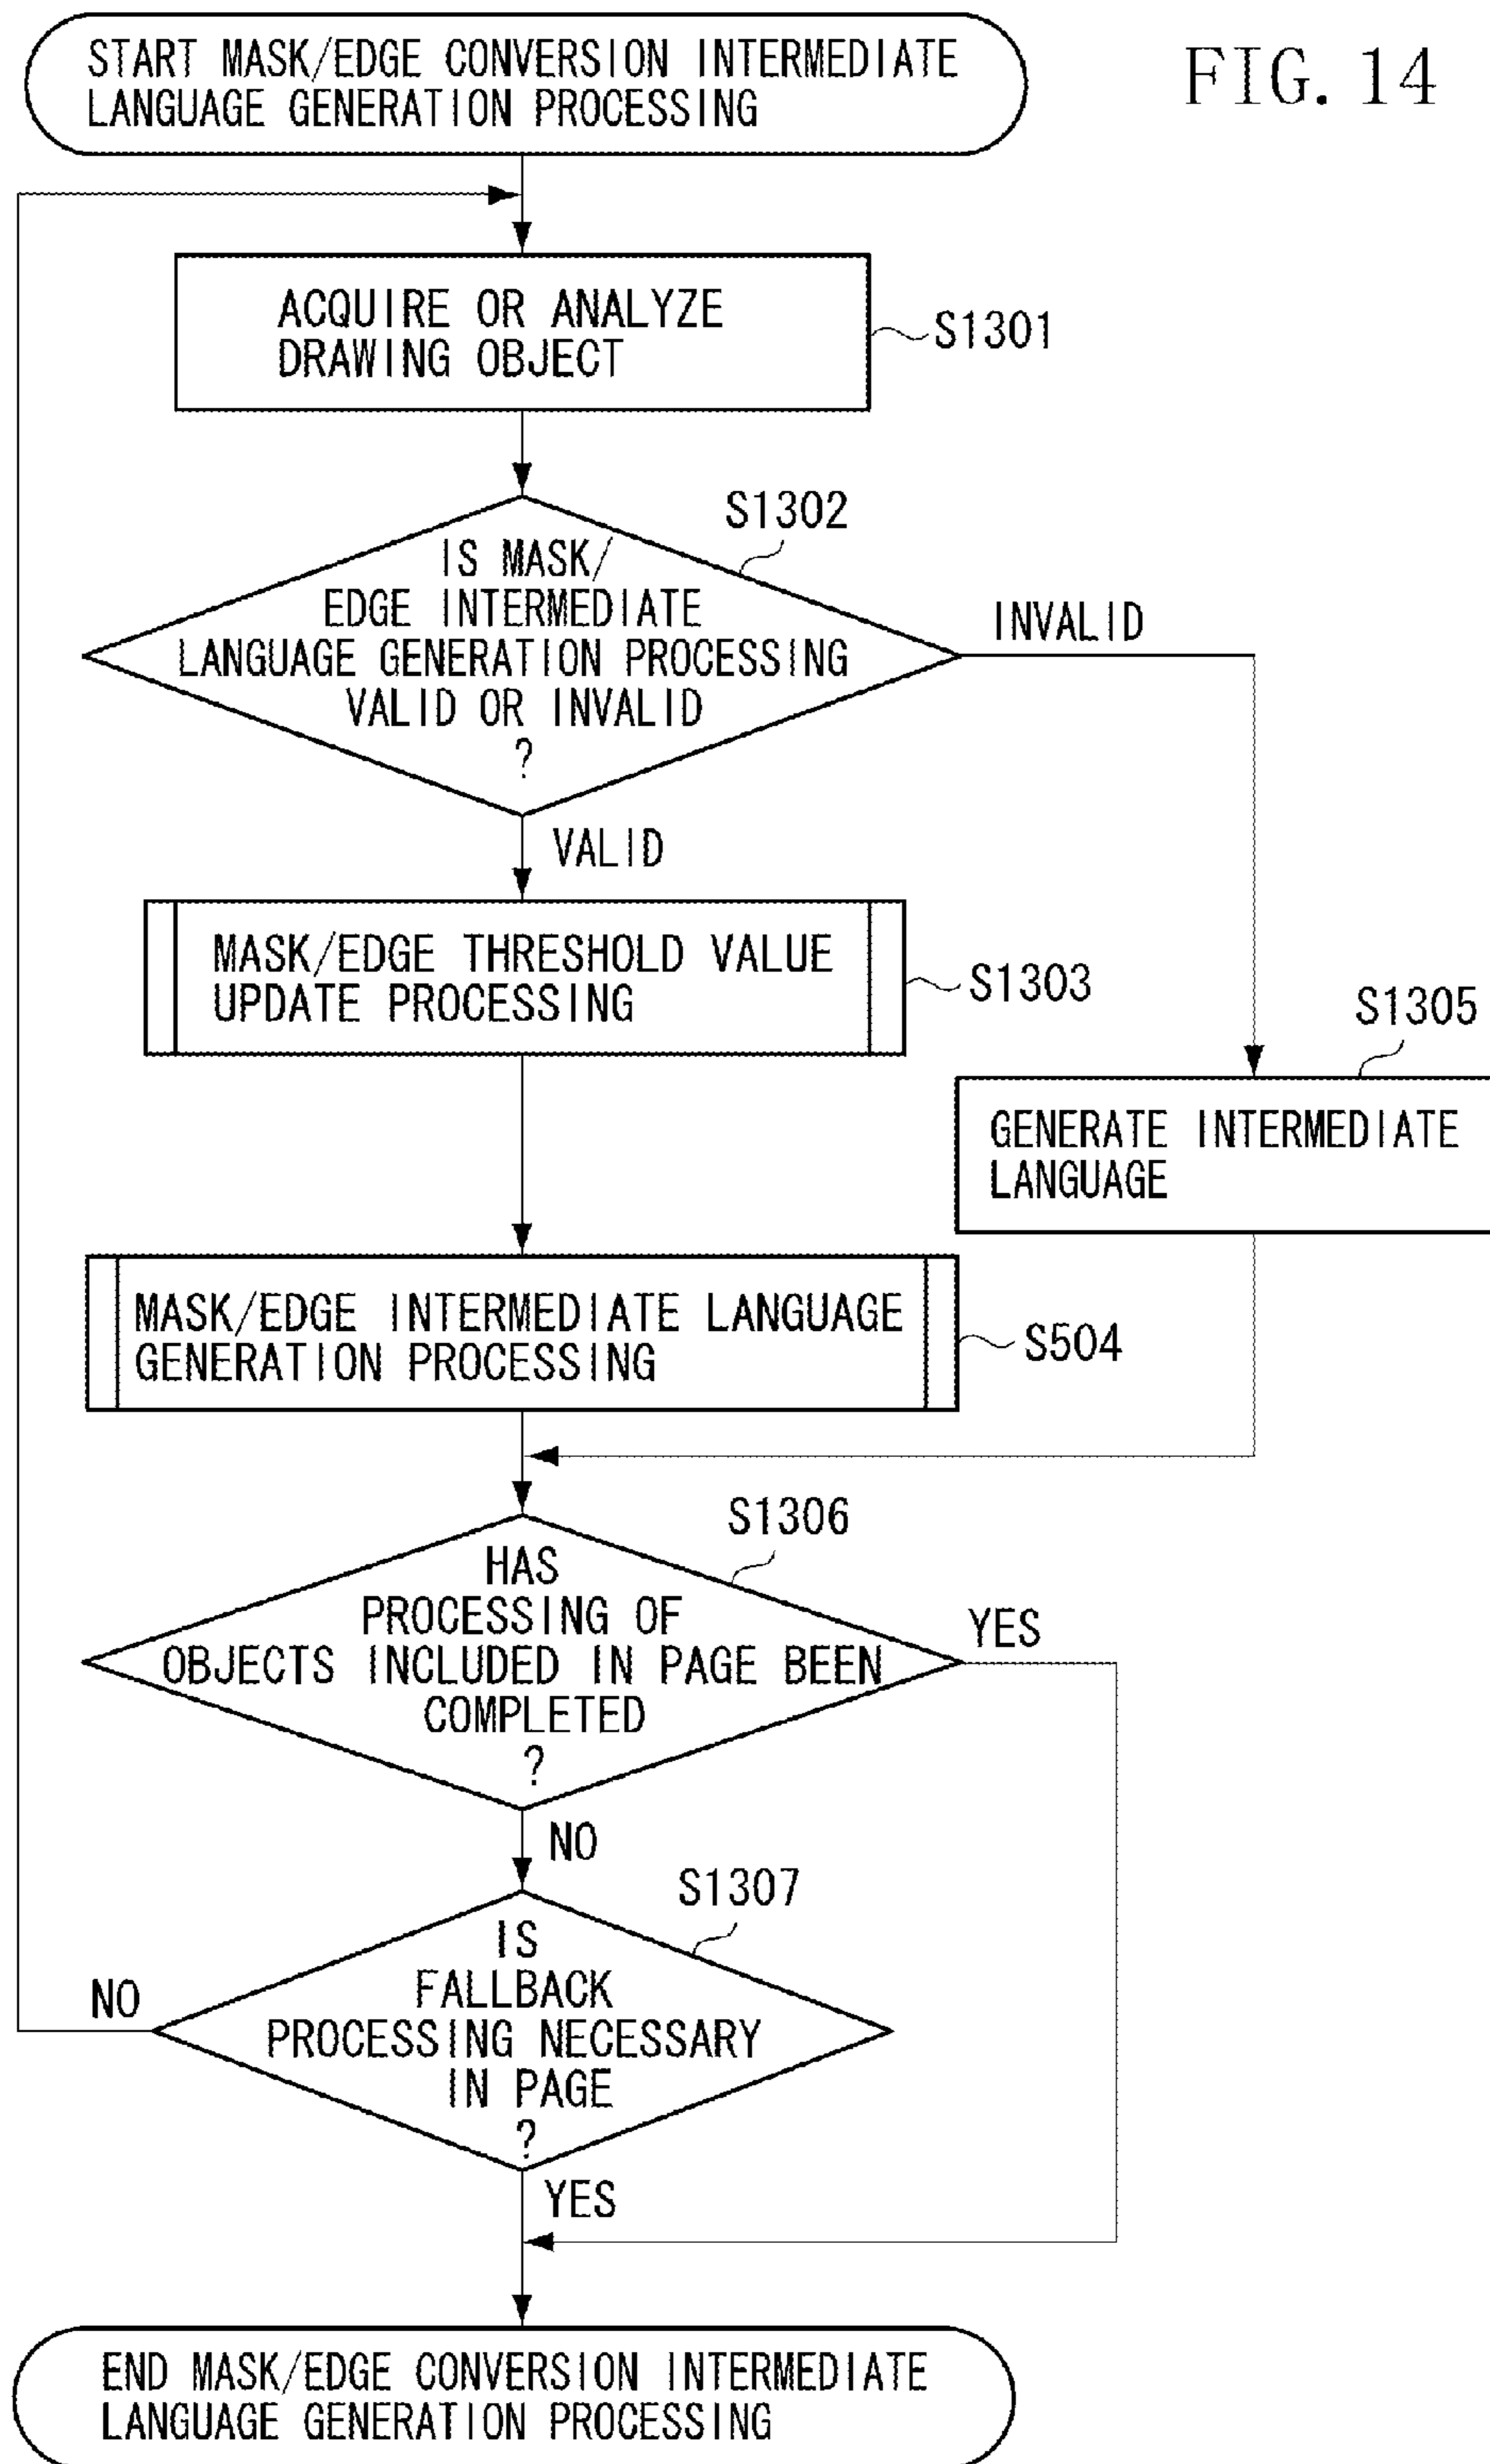 START MASK/EDGE CONVERSION INTERMEDIATE
LANGUAGE GENERATION PROCESSING
FIG. 14
ACQUIRE OR ANALYZE
DRAWING OBJECT
S1301
S1302
IS MASK/
EDGE INTERMEDIATE
LANGUAGE GENERATION PROCESSING
VALID OR INVALID
?
INVALID
VALID
MASK/EDGE THRESHOLD VALUE
UPDATE PROCESSING
S1303
S1305
GENERATE INTERMEDIATE
LANGUAGE
MASK/EDGE INTERMEDIATE LANGUAGE
GENERATION PROCESSING
S504
S1306
HAS
PROCESSING OF
OBJECTS INCLUDED IN PAGE BEEN
COMPLETED
?
YES
NO
S1307
IS
FALLBACK
PROCESSING NECESSARY
IN PAGE
?
NO
YES
END MASK/EDGE CONVERSION INTERMEDIATE
LANGUAGE GENERATION PROCESSING